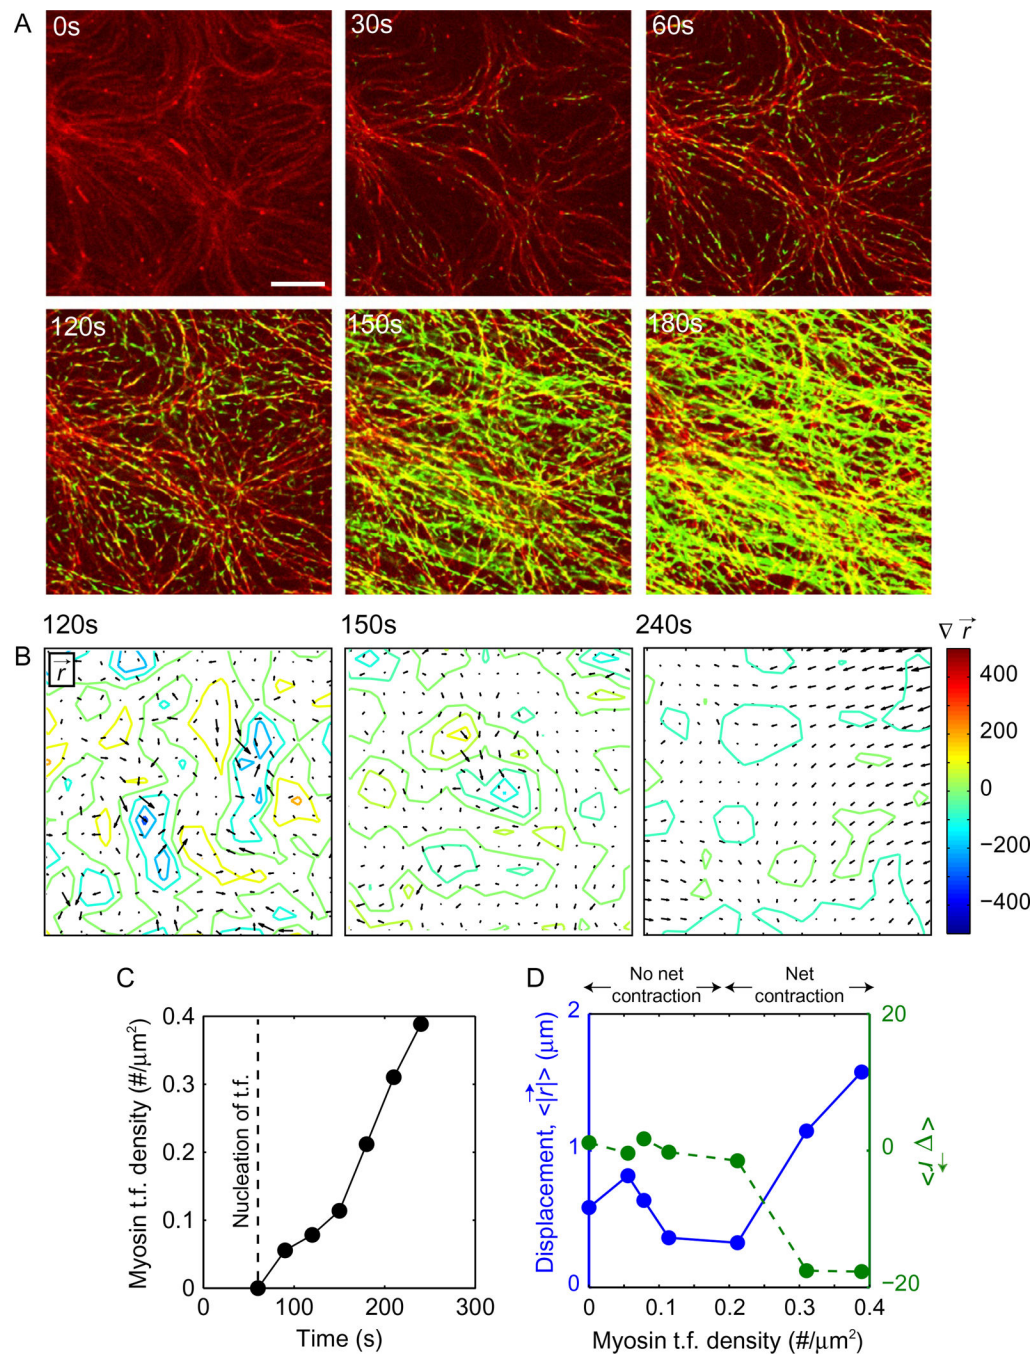 A
0s
30s
60s
120s
150s
180s
B
120s
150s
240s
∇ r⃗
r⃗
400
200
0
−200
−400
C
D
No net contraction
Net contraction
0.4
0.3
0.2
0.1
0
Myosin t.f. density (#/μm²)
Nucleation of t.f.
0
100
200
300
Time (s)
2
1
0
Displacement, <|r⃗|> (μm)
20
0
−20
<∇ r⃗>
0
0.1
0.2
0.3
0.4
Myosin t.f. density (#/μm²)